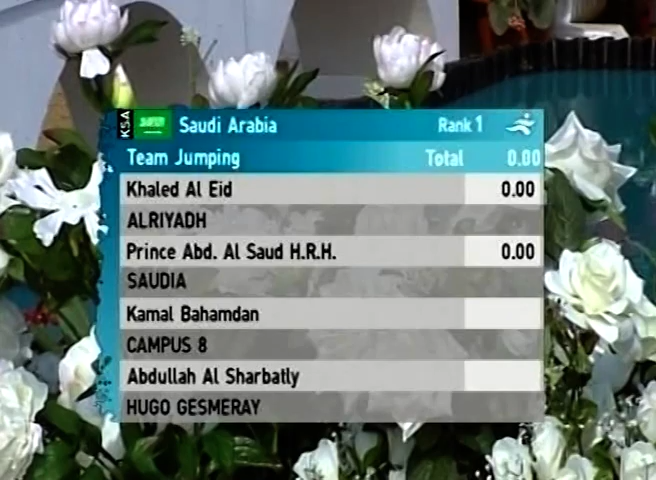 KSA Saudi Arabia Rank 1
Team Jumping Total 0.00
Khaled Al Eid 0.00
ALRIYADH
Prince Abd. Al Saud H.R.H. 0.00
SAUDIA
Kamal Bahamdan
CAMPUS 8
Abdullah Al Sharbatly
HUGO GESMERAY